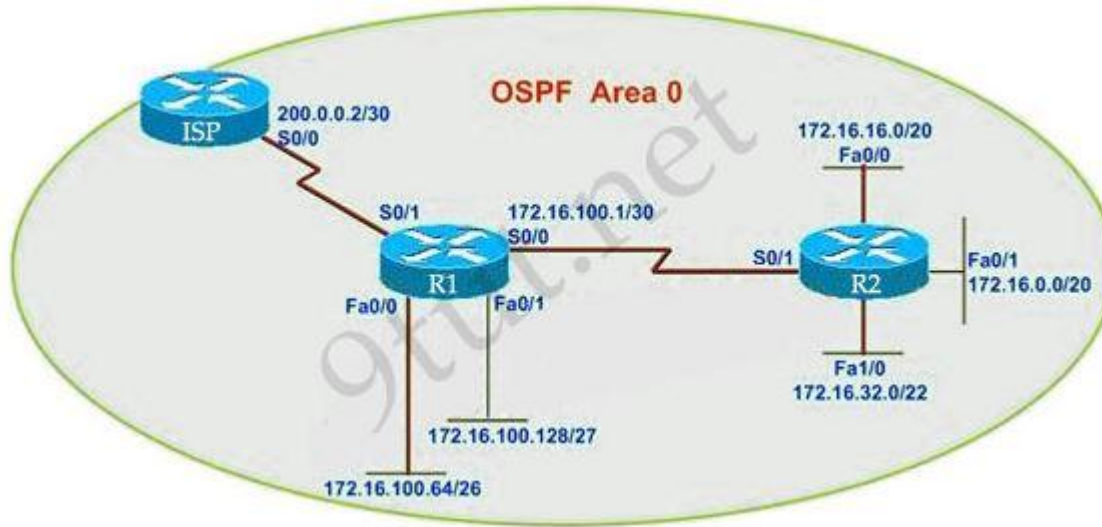 OSPF Area 0
ISP
200.0.0.2/30
S0/0
172.16.16.0/20
Fa0/0
S0/1
172.16.100.1/30
S0/0
S0/1
Fa0/1
172.16.0.0/20
R1
R2
Fa0/0
Fa0/1
Fa1/0
172.16.32.0/22
172.16.100.128/27
172.16.100.64/26
9tut.net